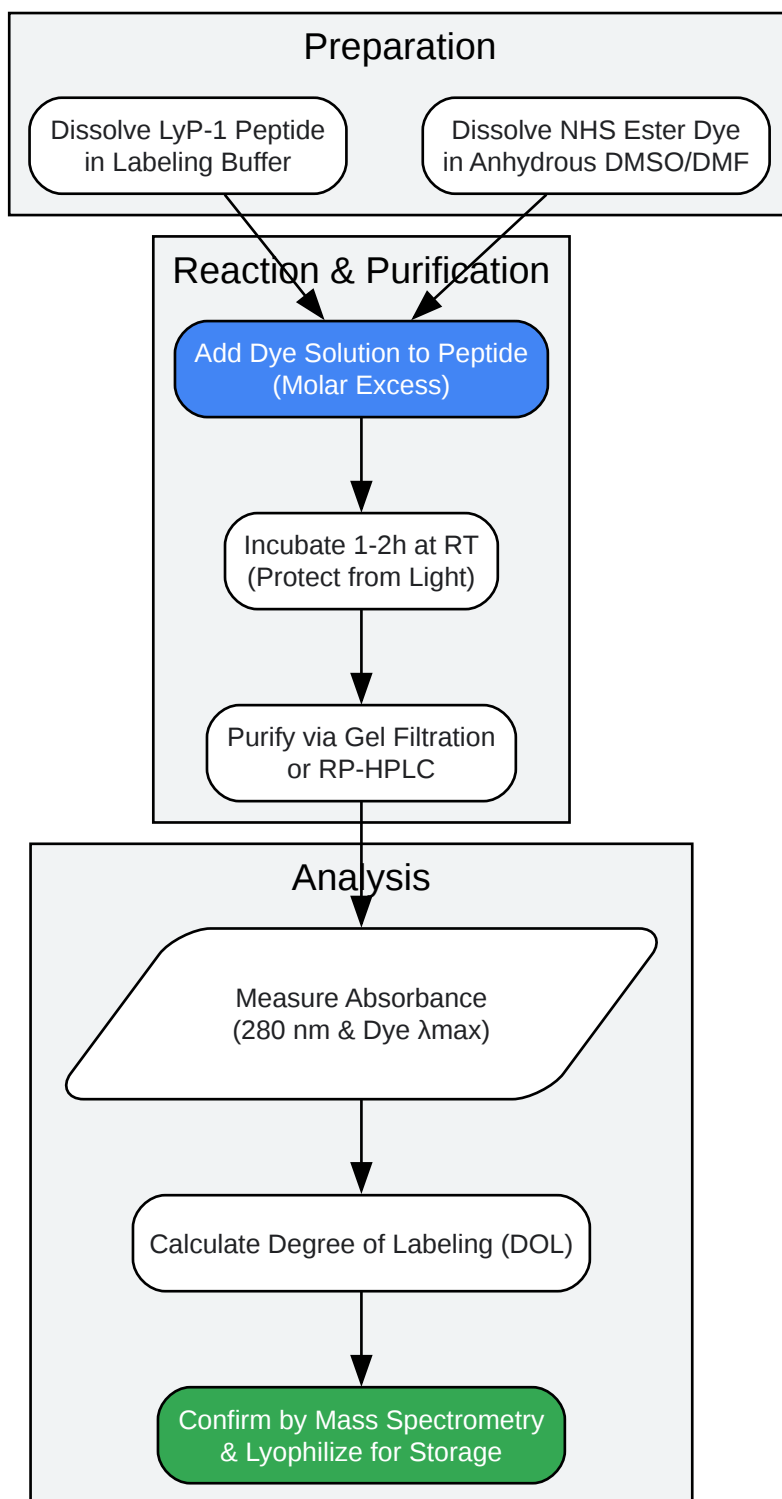 Preparation
Dissolve LyP-1 Peptide
in Labeling Buffer
Dissolve NHS Ester Dye
in Anhydrous DMSO/DMF
Reaction & Purification
Add Dye Solution to Peptide
(Molar Excess)
Incubate 1-2h at RT
(Protect from Light)
Purify via Gel Filtration
or RP-HPLC
Analysis
Measure Absorbance
(280 nm & Dye λmax)
Calculate Degree of Labeling (DOL)
Confirm by Mass Spectrometry
& Lyophilize for Storage